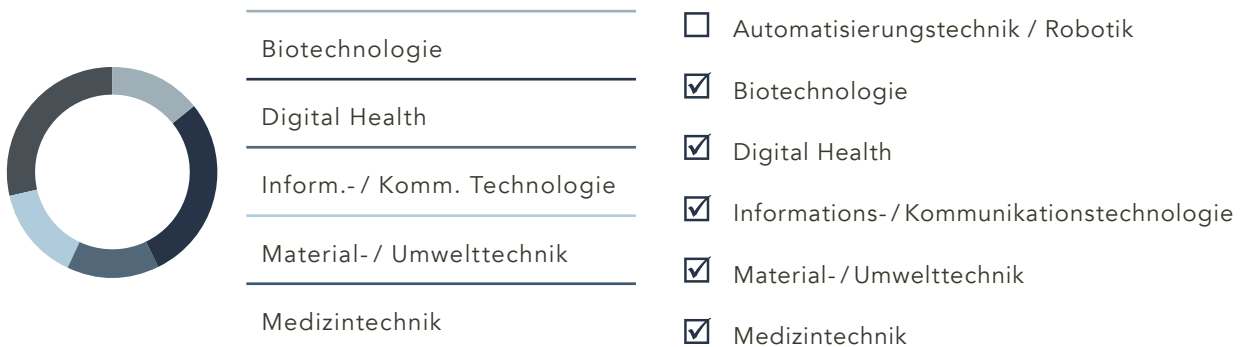 Biotechnologie
Digital Health
Inform.- / Komm. Technologie
Material- / Umwelttechnik
Medizintechnik
Automatisierungstechnik / Robotik
Biotechnologie
Digital Health
Informations- / Kommunikationstechnologie
Material- / Umwelttechnik
Medizintechnik